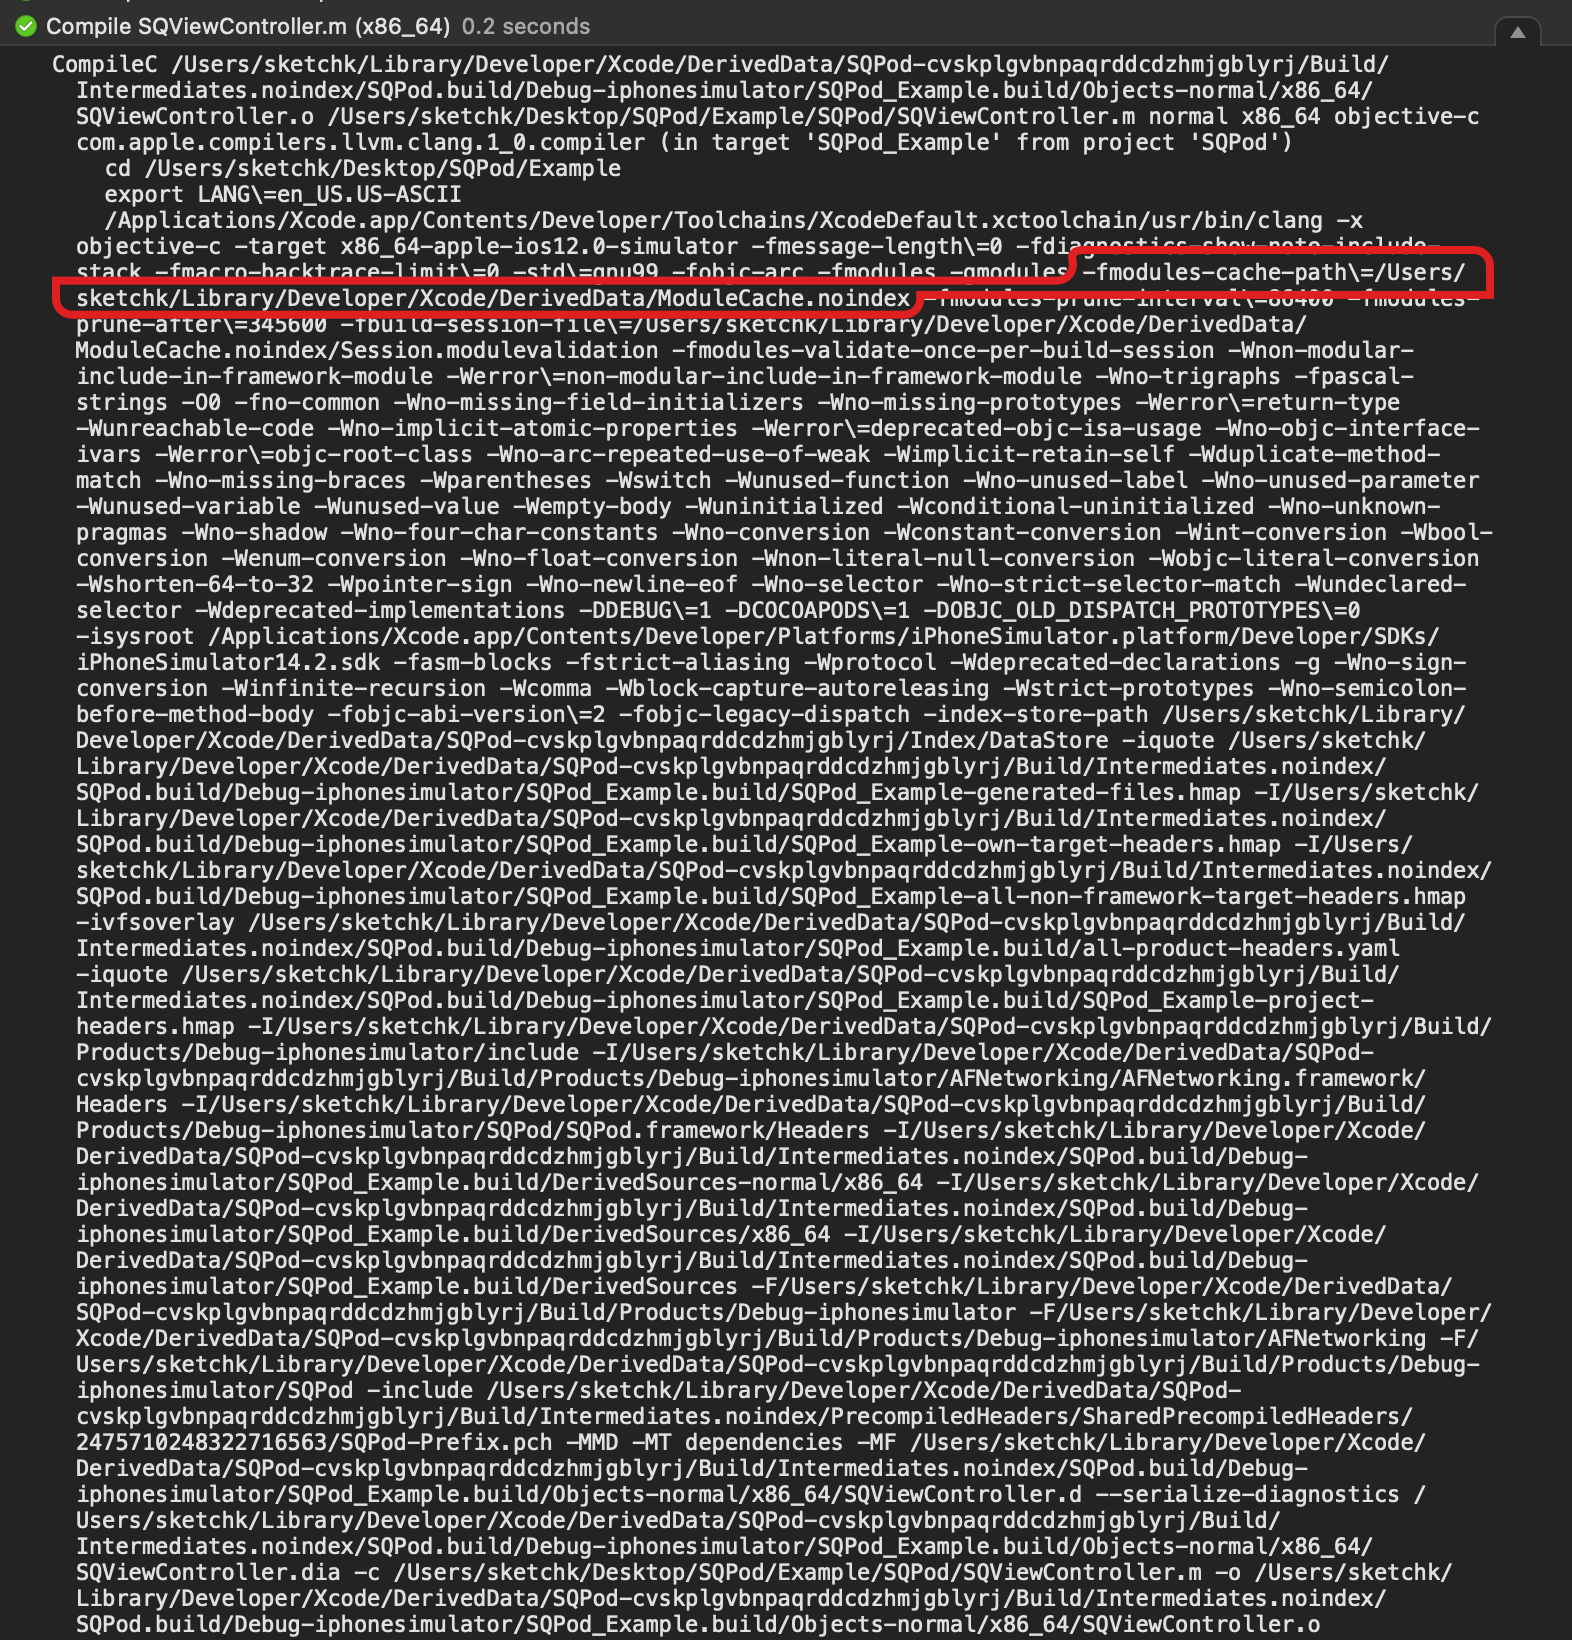 Compile SQViewController.m (x86_64) 0.2 seconds
CompileC /Users/sketchk/Library/Developer/Xcode/DerivedData/SQPod-cvskplgvbnpaqrddcdzhmjgblyrj/Build/
Intermediates.noindex/SQPod.build/Debug-iphonesimulator/SQPod_Example.build/Objects-normal/x86_64/
SQViewController.o /Users/sketchk/Desktop/SQPod/Example/SQPod/SQViewController.m normal x86_64 objective-c
com.apple.compilers.llvm.clang.1_0.compiler (in target 'SQPod_Example' from project 'SQPod')
cd /Users/sketchk/Desktop/SQPod/Example
export LANG\=en_US.US-ASCII
/Applications/Xcode.app/Contents/Developer/Toolchains/XcodeDefault.xctoolchain/usr/bin/clang -x
objective-c -target x86_64-apple-ios12.0-simulator -fmessage-length\=0 -fdiagnostics-show-note-include-
stack -fmacro-backtrace-limit\=0 -std\=gnu99 -fobjc-arc -fmodules -gmodules -fmodules-cache-path\=/Users/
sketchk/Library/Developer/Xcode/DerivedData/ModuleCache.noindex -fmodules-prune-interval\=86400 -fmodules-
prune-after\=345600 -fbuild-session-file\=/Users/sketchk/Library/Developer/Xcode/DerivedData/
ModuleCache.noindex/Session.modulevalidation -fmodules-validate-once-per-build-session -Wnon-modular-
include-in-framework-module -Werror\=non-modular-include-in-framework-module -Wno-trigraphs -fpascal-
strings -O0 -fno-common -Wno-missing-field-initializers -Wno-missing-prototypes -Werror\=return-type
-Wunreachable-code -Wno-implicit-atomic-properties -Werror\=deprecated-objc-isa-usage -Wno-objc-interface-
ivars -Werror\=objc-root-class -Wno-arc-repeated-use-of-weak -Wimplicit-retain-self -Wduplicate-method-
match -Wno-missing-braces -Wparentheses -Wswitch -Wunused-function -Wno-unused-label -Wno-unused-parameter
-Wunused-variable -Wunused-value -Wempty-body -Wuninitialized -Wconditional-uninitialized -Wno-unknown-
pragmas -Wno-shadow -Wno-four-char-constants -Wno-conversion -Wconstant-conversion -Wint-conversion -Wbool-
conversion -Wenum-conversion -Wno-float-conversion -Wnon-literal-null-conversion -Wobjc-literal-conversion
-Wshorten-64-to-32 -Wpointer-sign -Wno-newline-eof -Wno-selector -Wno-strict-selector-match -Wundeclared-
selector -Wdeprecated-implementations -DDEBUG\=1 -DCOCOAPODS\=1 -DOBJC_OLD_DISPATCH_PROTOTYPES\=0
-isysroot /Applications/Xcode.app/Contents/Developer/Platforms/iPhoneSimulator.platform/Developer/SDKs/
iPhoneSimulator14.2.sdk -fasm-blocks -fstrict-aliasing -Wprotocol -Wdeprecated-declarations -g -Wno-sign-
conversion -Winfinite-recursion -Wcomma -Wblock-capture-autoreleasing -Wstrict-prototypes -Wno-semicolon-
before-method-body -fobjc-abi-version\=2 -fobjc-legacy-dispatch -index-store-path /Users/sketchk/Library/
Developer/Xcode/DerivedData/SQPod-cvskplgvbnpaqrddcdzhmjgblyrj/Index/DataStore -iquote /Users/sketchk/
Library/Developer/Xcode/DerivedData/SQPod-cvskplgvbnpaqrddcdzhmjgblyrj/Build/Intermediates.noindex/
SQPod.build/Debug-iphonesimulator/SQPod_Example.build/SQPod_Example-generated-files.hmap -I/Users/sketchk/
Library/Developer/Xcode/DerivedData/SQPod-cvskplgvbnpaqrddcdzhmjgblyrj/Build/Intermediates.noindex/
SQPod.build/Debug-iphonesimulator/SQPod_Example.build/SQPod_Example-own-target-headers.hmap -I/Users/
sketchk/Library/Developer/Xcode/DerivedData/SQPod-cvskplgvbnpaqrddcdzhmjgblyrj/Build/Intermediates.noindex/
SQPod.build/Debug-iphonesimulator/SQPod_Example.build/SQPod_Example-all-non-framework-target-headers.hmap
-ivfsoverlay /Users/sketchk/Library/Developer/Xcode/DerivedData/SQPod-cvskplgvbnpaqrddcdzhmjgblyrj/Build/
Intermediates.noindex/SQPod.build/Debug-iphonesimulator/SQPod_Example.build/all-product-headers.yaml
-iquote /Users/sketchk/Library/Developer/Xcode/DerivedData/SQPod-cvskplgvbnpaqrddcdzhmjgblyrj/Build/
Intermediates.noindex/SQPod.build/Debug-iphonesimulator/SQPod_Example.build/SQPod_Example-project-
headers.hmap -I/Users/sketchk/Library/Developer/Xcode/DerivedData/SQPod-cvskplgvbnpaqrddcdzhmjgblyrj/Build/
Products/Debug-iphonesimulator/include -I/Users/sketchk/Library/Developer/Xcode/DerivedData/SQPod-
cvskplgvbnpaqrddcdzhmjgblyrj/Build/Products/Debug-iphonesimulator/AFNetworking/AFNetworking.framework/
Headers -I/Users/sketchk/Library/Developer/Xcode/DerivedData/SQPod-cvskplgvbnpaqrddcdzhmjgblyrj/Build/
Products/Debug-iphonesimulator/SQPod/SQPod.framework/Headers -I/Users/sketchk/Library/Developer/Xcode/
DerivedData/SQPod-cvskplgvbnpaqrddcdzhmjgblyrj/Build/Intermediates.noindex/SQPod.build/Debug-
iphonesimulator/SQPod_Example.build/DerivedSources-normal/x86_64 -I/Users/sketchk/Library/Developer/Xcode/
DerivedData/SQPod-cvskplgvbnpaqrddcdzhmjgblyrj/Build/Intermediates.noindex/SQPod.build/Debug-
iphonesimulator/SQPod_Example.build/DerivedSources/x86_64 -I/Users/sketchk/Library/Developer/Xcode/
DerivedData/SQPod-cvskplgvbnpaqrddcdzhmjgblyrj/Build/Intermediates.noindex/SQPod.build/Debug-
iphonesimulator/SQPod_Example.build/DerivedSources -F/Users/sketchk/Library/Developer/Xcode/DerivedData/
SQPod-cvskplgvbnpaqrddcdzhmjgblyrj/Build/Products/Debug-iphonesimulator -F/Users/sketchk/Library/Developer/
Xcode/DerivedData/SQPod-cvskplgvbnpaqrddcdzhmjgblyrj/Build/Products/Debug-iphonesimulator/AFNetworking -F/
Users/sketchk/Library/Developer/Xcode/DerivedData/SQPod-cvskplgvbnpaqrddcdzhmjgblyrj/Build/Products/Debug-
iphonesimulator/SQPod -include /Users/sketchk/Library/Developer/Xcode/DerivedData/SQPod-
cvskplgvbnpaqrddcdzhmjgblyrj/Build/Intermediates.noindex/PrecompiledHeaders/SharedPrecompiledHeaders/
2475710248322716563/SQPod-Prefix.pch -MMD -MT dependencies -MF /Users/sketchk/Library/Developer/Xcode/
DerivedData/SQPod-cvskplgvbnpaqrddcdzhmjgblyrj/Build/Intermediates.noindex/SQPod.build/Debug-
iphonesimulator/SQPod_Example.build/Objects-normal/x86_64/SQViewController.d --serialize-diagnostics /
Users/sketchk/Library/Developer/Xcode/DerivedData/SQPod-cvskplgvbnpaqrddcdzhmjgblyrj/Build/
Intermediates.noindex/SQPod.build/Debug-iphonesimulator/SQPod_Example.build/Objects-normal/x86_64/
SQViewController.dia -c /Users/sketchk/Desktop/SQPod/Example/SQPod/SQViewController.m -o /Users/sketchk/
Library/Developer/Xcode/DerivedData/SQPod-cvskplgvbnpaqrddcdzhmjgblyrj/Build/Intermediates.noindex/
SQPod.build/Debug-iphonesimulator/SQPod_Example.build/Objects-normal/x86_64/SQViewController.o